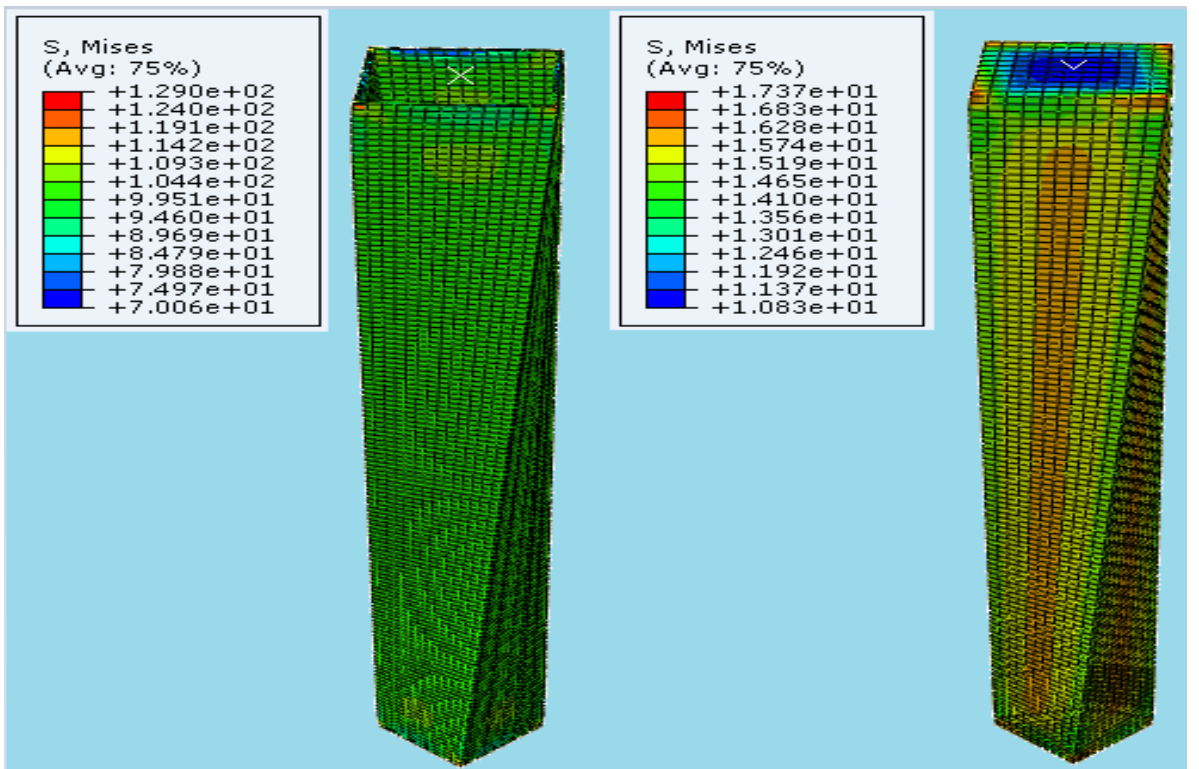 S, Mises
(Avg: 75%)
+1.290e+02
+1.240e+02
+1.191e+02
+1.142e+02
+1.093e+02
+1.044e+02
+9.951e+01
+9.460e+01
+8.969e+01
+8.479e+01
+7.988e+01
+7.497e+01
+7.006e+01
S, Mises
(Avg: 75%)
+1.737e+01
+1.683e+01
+1.628e+01
+1.574e+01
+1.519e+01
+1.465e+01
+1.410e+01
+1.356e+01
+1.301e+01
+1.246e+01
+1.192e+01
+1.137e+01
+1.083e+01